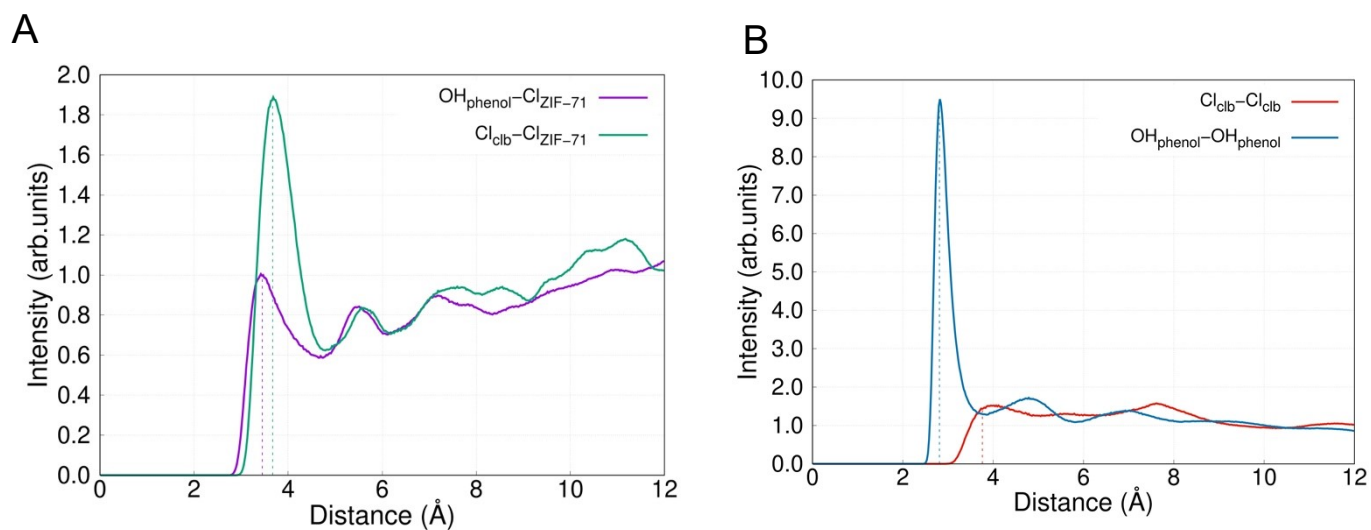 A
Intensity (arb.units)
2.0
1.8
1.6
1.4
1.2
1.0
0.8
0.6
0.4
0.2
0.0
OHphenol−ClZIF−71
Clclb−ClZIF−71
0 2 4 6 8 10 12
Distance (Å)
B
Intensity (arb.units)
10.0
9.0
8.0
7.0
6.0
5.0
4.0
3.0
2.0
1.0
0.0
Clclb−Clclb
OHphenol−OHphenol
0 2 4 6 8 10 12
Distance (Å)